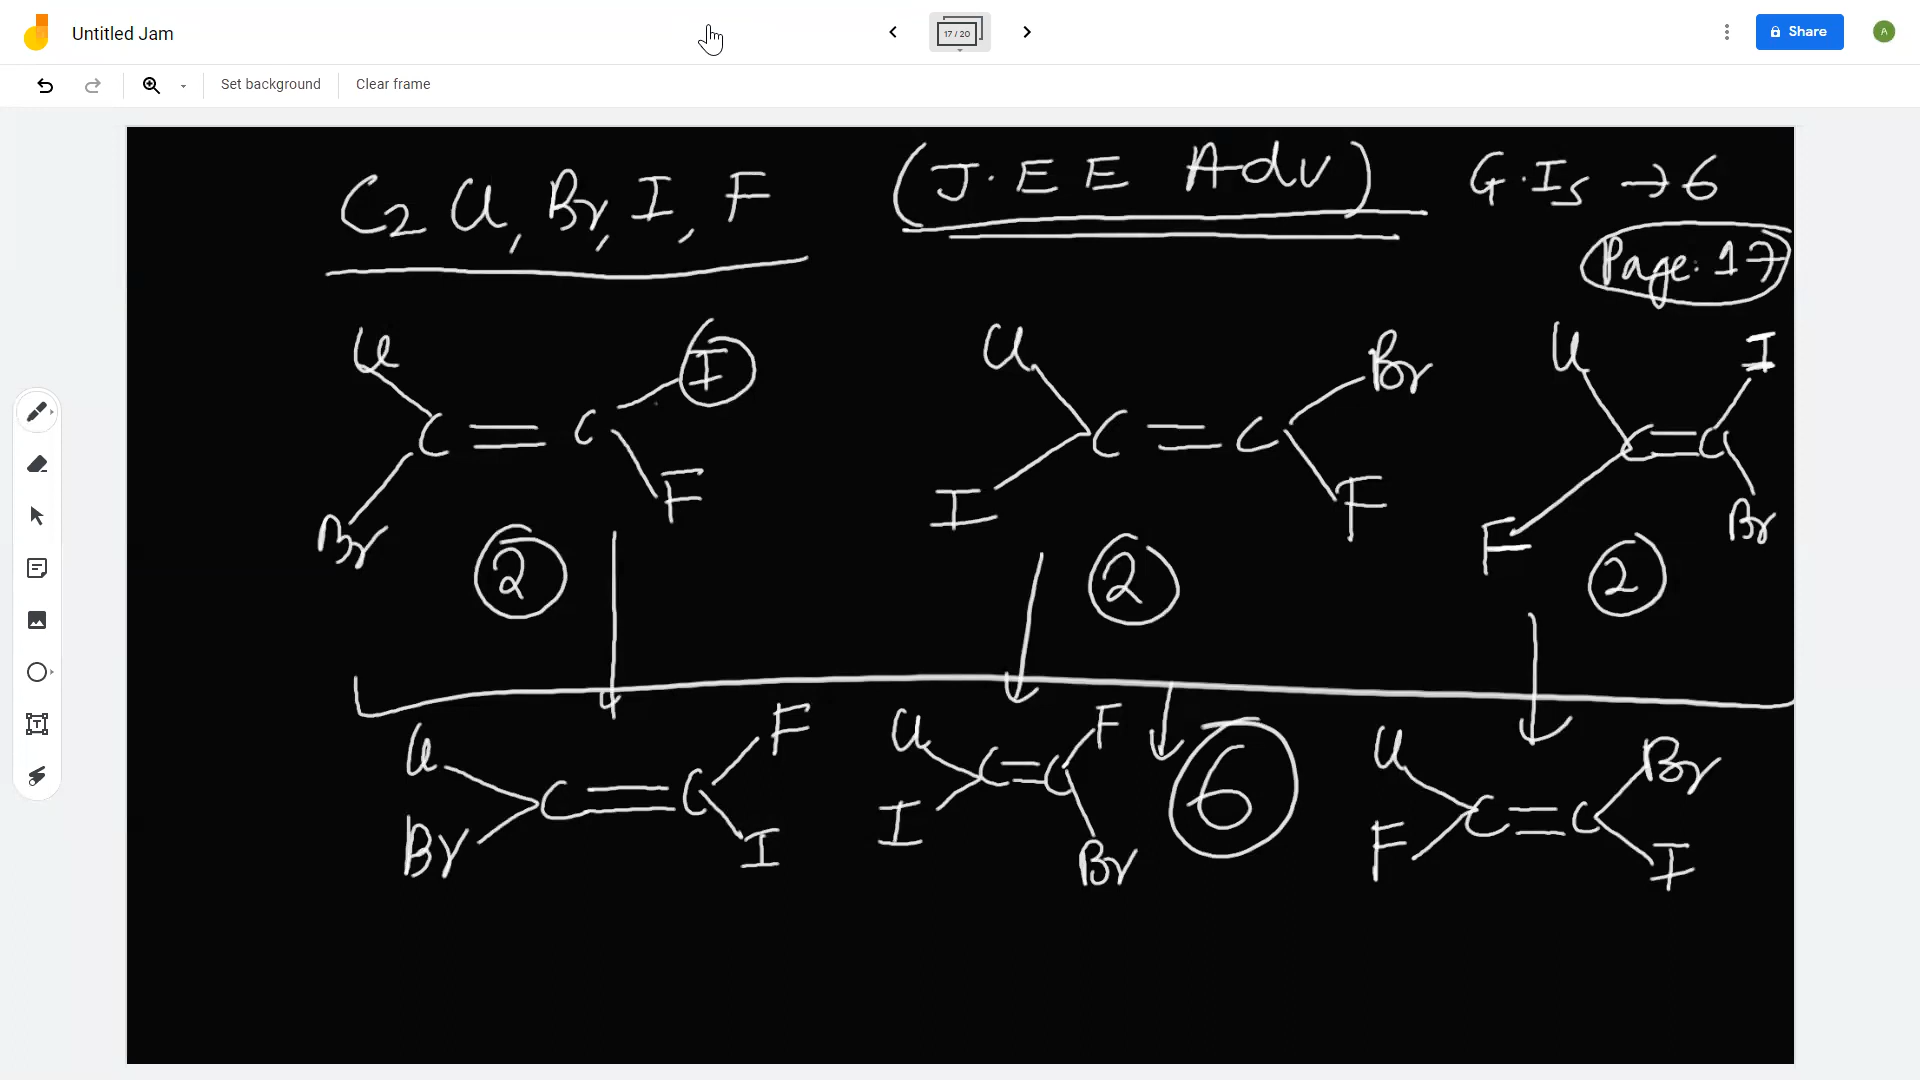 Untitled Jam
17 / 20
Share
A
Set background
Clear frame
C2 Cl, Br, I, F
(J.E E Adv)
G.Is → 6
Page: 17
Cl I
C = C
Br F
2
Cl Br
C = C
I F
2
Cl I
C = C
F Br
2
Cl F
C = C
Br I
Cl F
C = C
I Br
6
Cl Br
C = C
F I
T